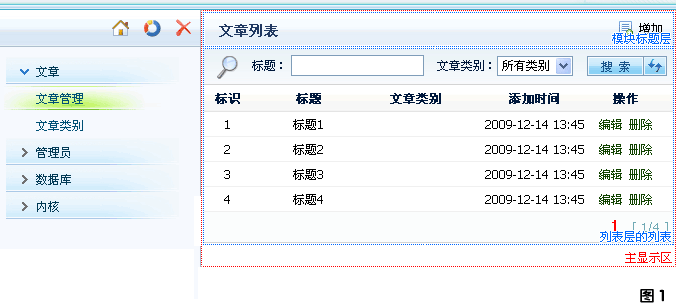 文章列表
增加
模块标题层
文章
文章管理
文章类别
管理员
数据库
内核
标题：
文章类别：
所有类别
搜 索
标识 标题 文章类别 添加时间 操作
1 标题1 2009-12-14 13:45 编辑 删除
2 标题2 2009-12-14 13:45 编辑 删除
3 标题3 2009-12-14 13:45 编辑 删除
4 标题4 2009-12-14 13:45 编辑 删除
1 [ 1/4 ]
列表层的列表
主显示区
图 1